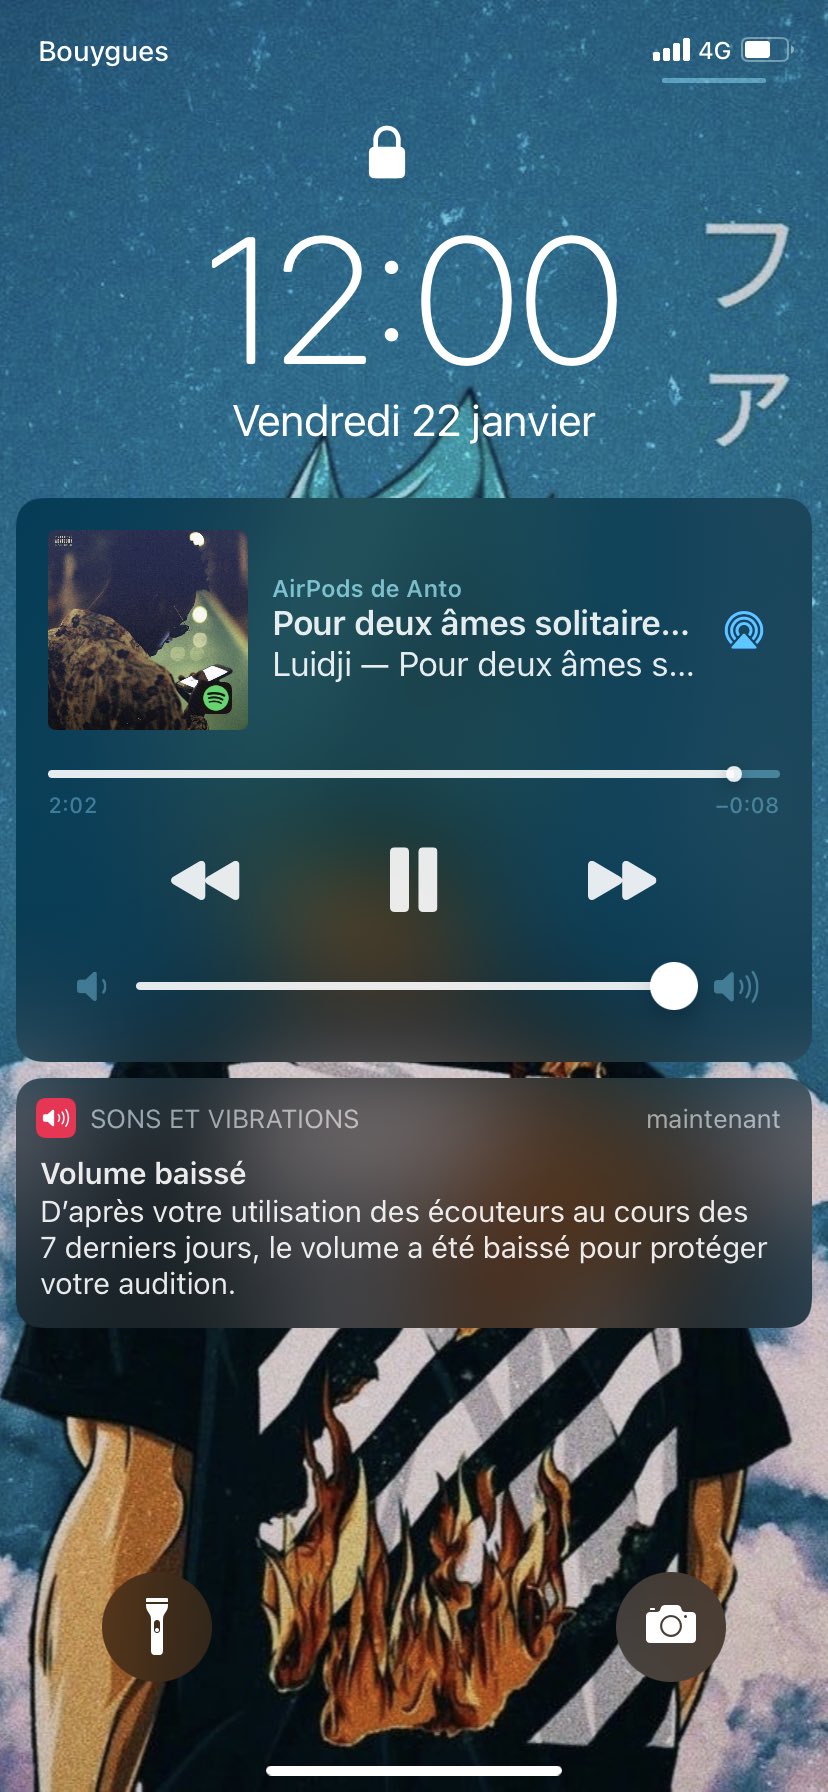 Bouygues
4G
12:00
Vendredi 22 janvier
フ
ァ
AirPods de Anto
Pour deux âmes solitaire...
Luidji — Pour deux âmes s...
2:02
–0:08
SONS ET VIBRATIONS
maintenant
Volume baissé
D’après votre utilisation des écouteurs au cours des
7 derniers jours, le volume a été baissé pour protéger
votre audition.